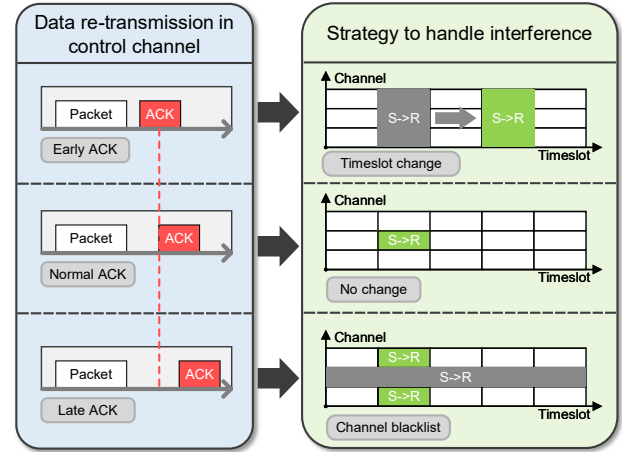 Data re-transmission in
control channel
Packet
ACK
Early ACK
Packet
ACK
Normal ACK
Packet
ACK
Late ACK
Strategy to handle interference
Channel
S->R
S->R
Timeslot
Timeslot change
Channel
S->R
Timeslot
No change
Channel
S->R
S->R
S->R
Timeslot
Channel blacklist